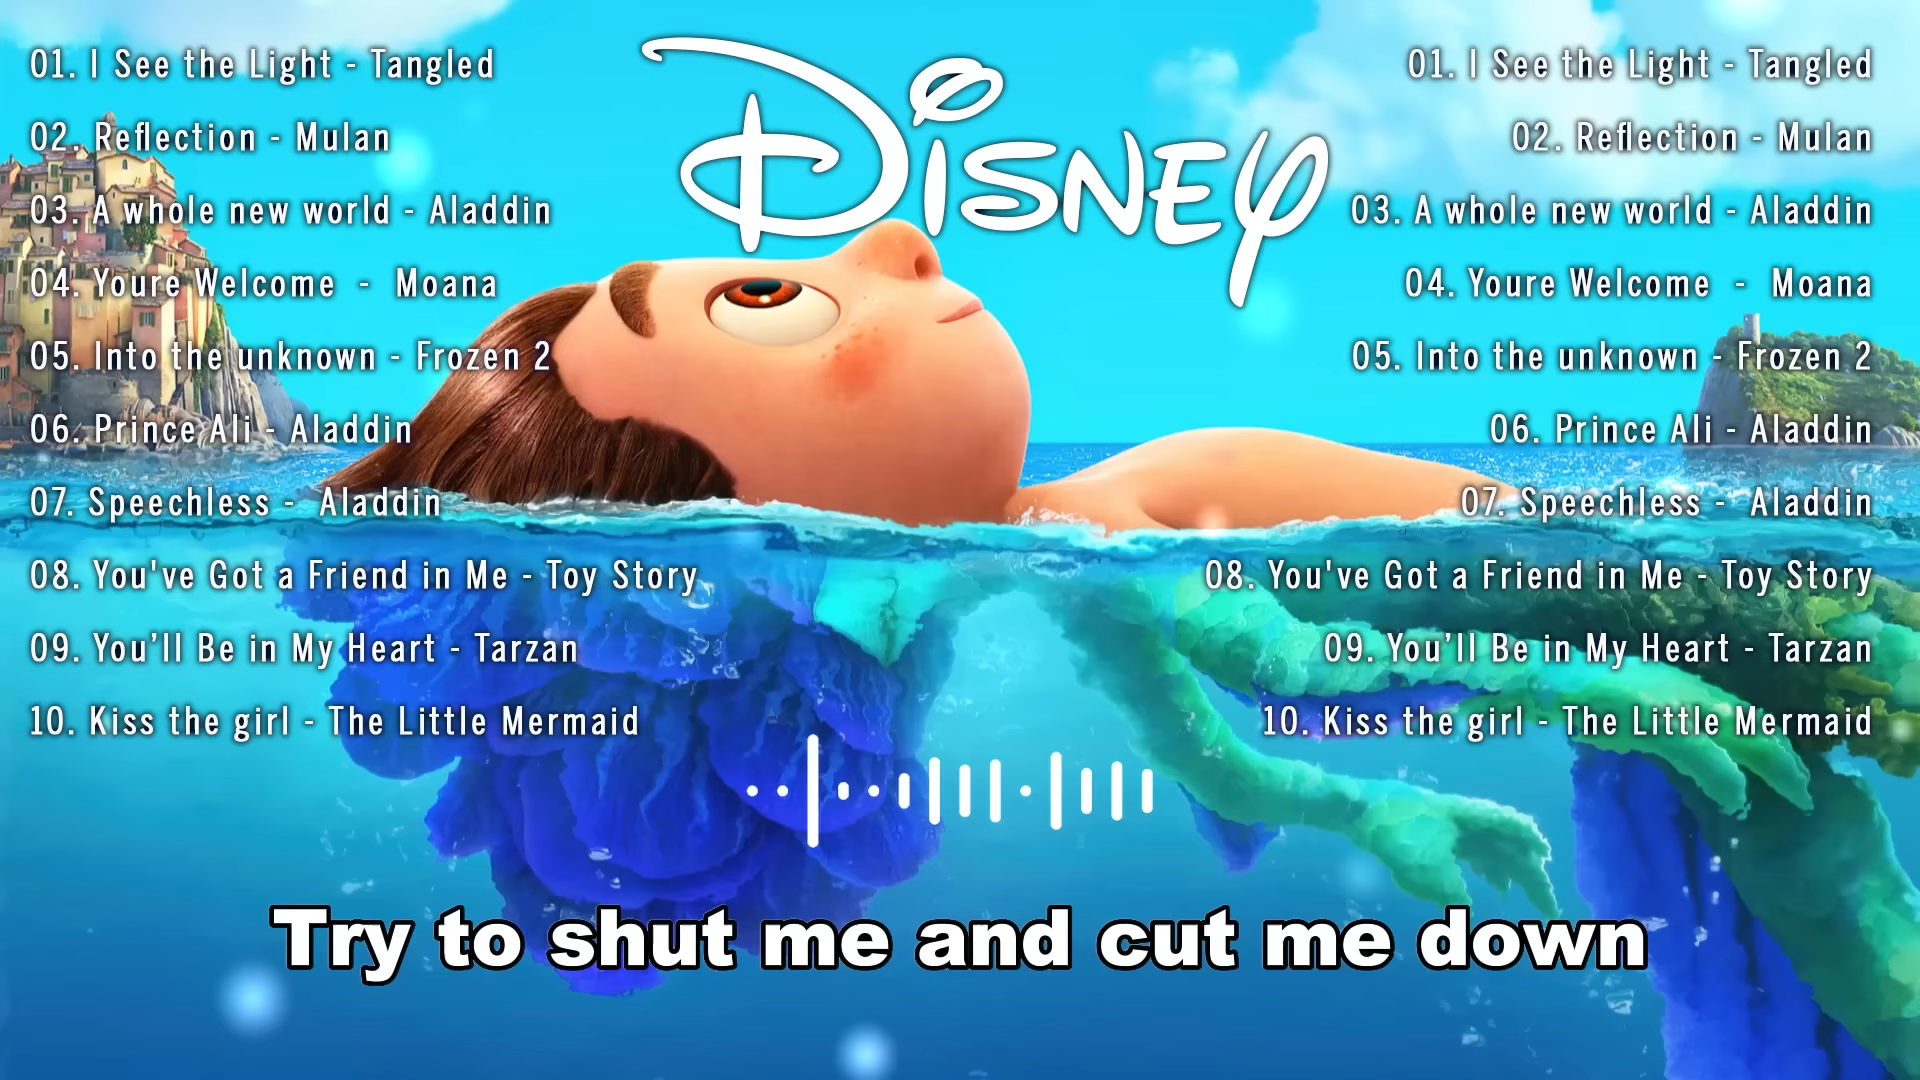 DISNEY
01. I See the Light - Tangled
02. Reflection - Mulan
03. A whole new world - Aladdin
04. Youre Welcome - Moana
05. Into the unknown - Frozen 2
06. Prince Ali - Aladdin
07. Speechless - Aladdin
08. You've Got a Friend in Me - Toy Story
09. You’ll Be in My Heart - Tarzan
10. Kiss the girl - The Little Mermaid
01. I See the Light - Tangled
02. Reflection - Mulan
03. A whole new world - Aladdin
04. Youre Welcome - Moana
05. Into the unknown - Frozen 2
06. Prince Ali - Aladdin
07. Speechless - Aladdin
08. You've Got a Friend in Me - Toy Story
09. You’ll Be in My Heart - Tarzan
10. Kiss the girl - The Little Mermaid
Try to shut me and cut me down